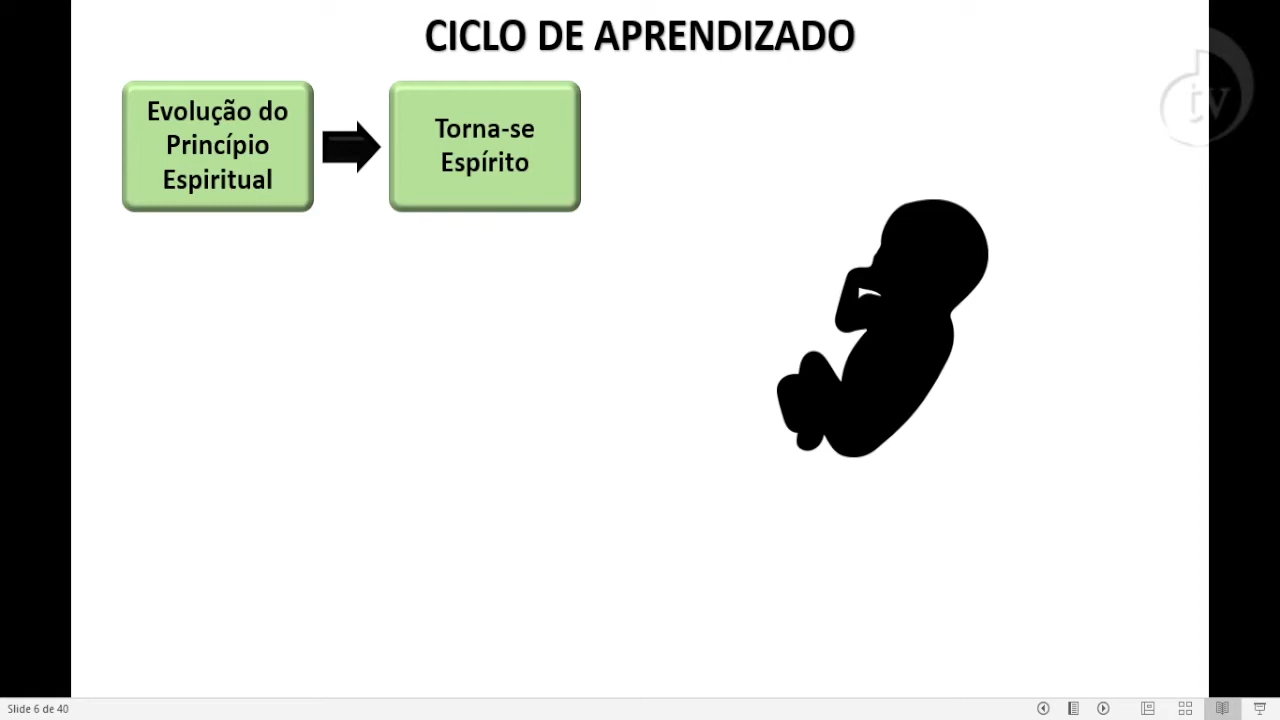 CICLO DE APRENDIZADO
Evolução do
Princípio
Espiritual
Torna-se
Espírito
tv
Slide 6 de 40